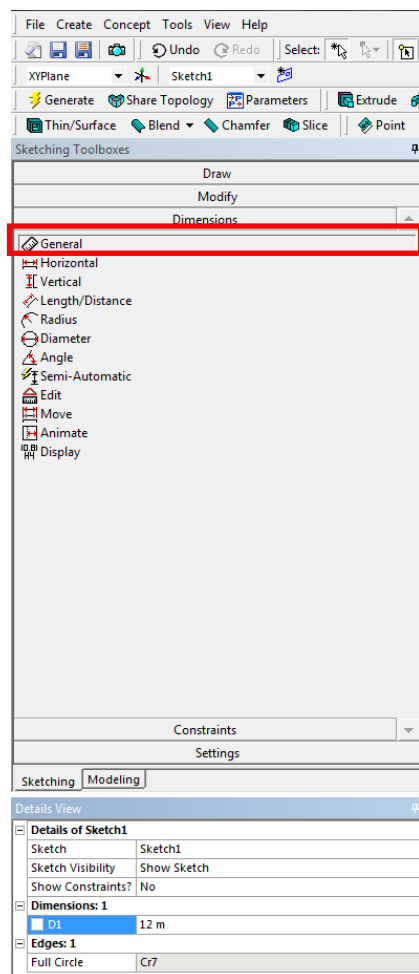 File Create Concept Tools View Help
Undo Redo Select:
XYPlane Sketch1
Generate Share Topology Parameters Extrude
Thin/Surface Blend Chamfer Slice Point
Sketching Toolboxes
Draw
Modify
Dimensions
General
Horizontal
Vertical
Length/Distance
Radius
Diameter
Angle
Semi-Automatic
Edit
Move
Animate
Display
Constraints
Settings
Sketching Modeling
Details View
Details of Sketch1
Sketch Sketch1
Sketch Visibility Show Sketch
Show Constraints? No
Dimensions: 1
D1 12 m
Edges: 1
Full Circle Cr7